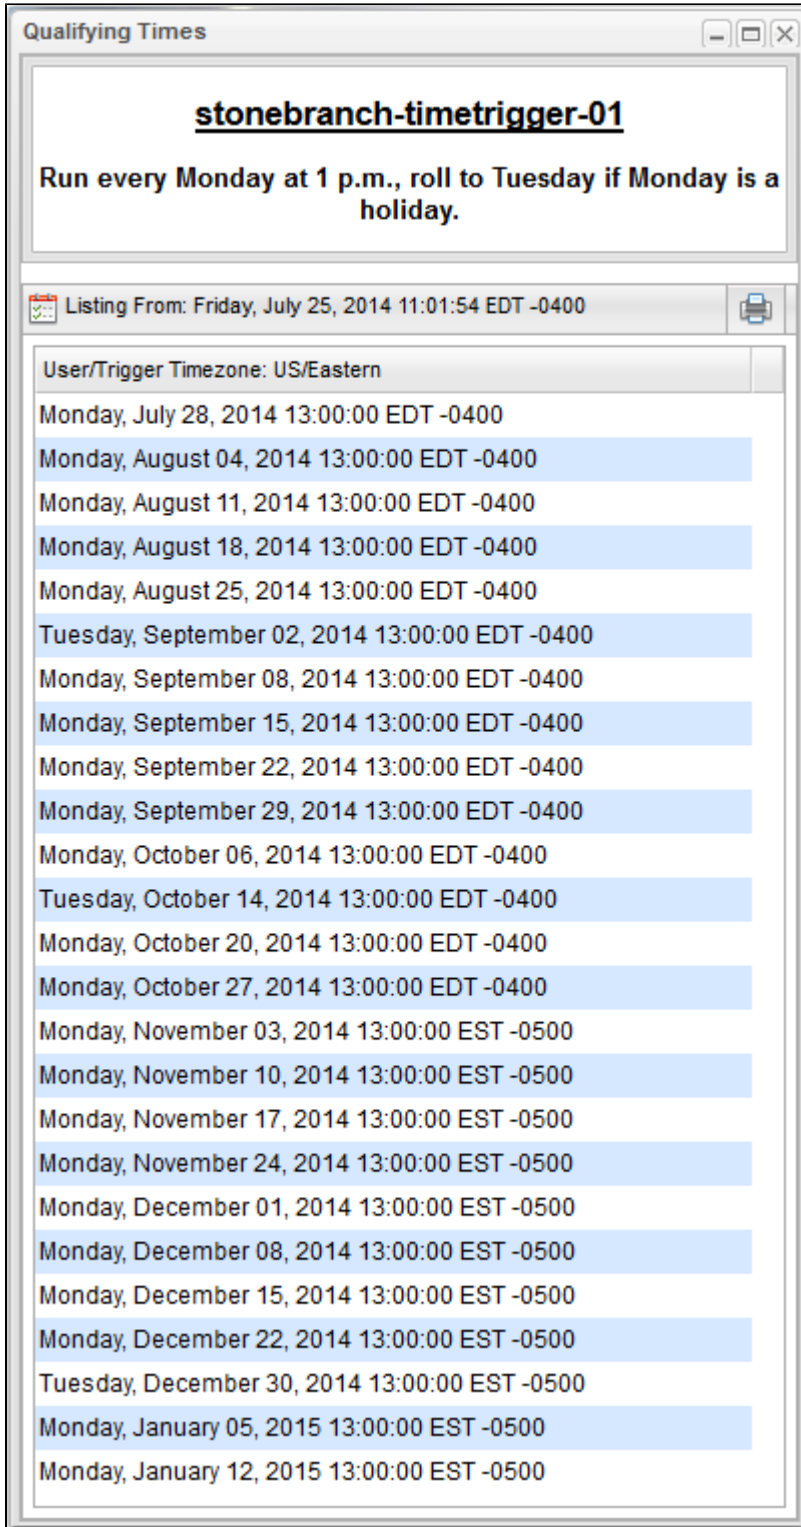 Qualifying Times
stonebranch-timetrigger-01
Run every Monday at 1 p.m., roll to Tuesday if Monday is a
holiday.
Listing From: Friday, July 25, 2014 11:01:54 EDT -0400
User/Trigger Timezone: US/Eastern
Monday, July 28, 2014 13:00:00 EDT -0400
Monday, August 04, 2014 13:00:00 EDT -0400
Monday, August 11, 2014 13:00:00 EDT -0400
Monday, August 18, 2014 13:00:00 EDT -0400
Monday, August 25, 2014 13:00:00 EDT -0400
Tuesday, September 02, 2014 13:00:00 EDT -0400
Monday, September 08, 2014 13:00:00 EDT -0400
Monday, September 15, 2014 13:00:00 EDT -0400
Monday, September 22, 2014 13:00:00 EDT -0400
Monday, September 29, 2014 13:00:00 EDT -0400
Monday, October 06, 2014 13:00:00 EDT -0400
Tuesday, October 14, 2014 13:00:00 EDT -0400
Monday, October 20, 2014 13:00:00 EDT -0400
Monday, October 27, 2014 13:00:00 EDT -0400
Monday, November 03, 2014 13:00:00 EST -0500
Monday, November 10, 2014 13:00:00 EST -0500
Monday, November 17, 2014 13:00:00 EST -0500
Monday, November 24, 2014 13:00:00 EST -0500
Monday, December 01, 2014 13:00:00 EST -0500
Monday, December 08, 2014 13:00:00 EST -0500
Monday, December 15, 2014 13:00:00 EST -0500
Monday, December 22, 2014 13:00:00 EST -0500
Tuesday, December 30, 2014 13:00:00 EST -0500
Monday, January 05, 2015 13:00:00 EST -0500
Monday, January 12, 2015 13:00:00 EST -0500